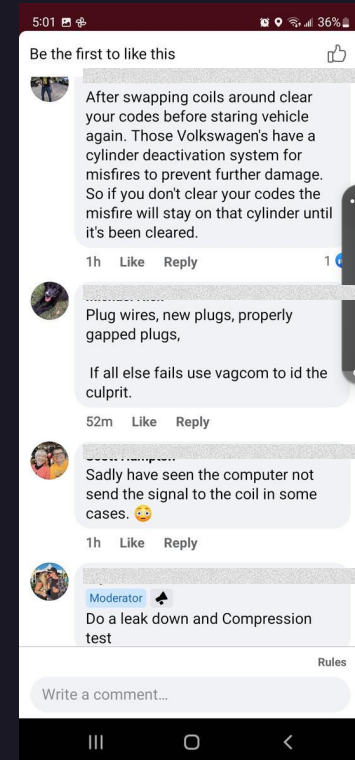 5:01
36%
Be the first to like this
After swapping coils around clear
your codes before staring vehicle
again. Those Volkswagen's have a
cylinder deactivation system for
misfires to prevent further damage.
So if you don't clear your codes the
misfire will stay on that cylinder until
it's been cleared.
1h Like Reply 1
Plug wires, new plugs, properly
gapped plugs,
If all else fails use vagcom to id the
culprit.
52m Like Reply
Sadly have seen the computer not
send the signal to the coil in some
cases. 😳
1h Like Reply
Moderator
Do a leak down and Compression
test
Rules
Write a comment...